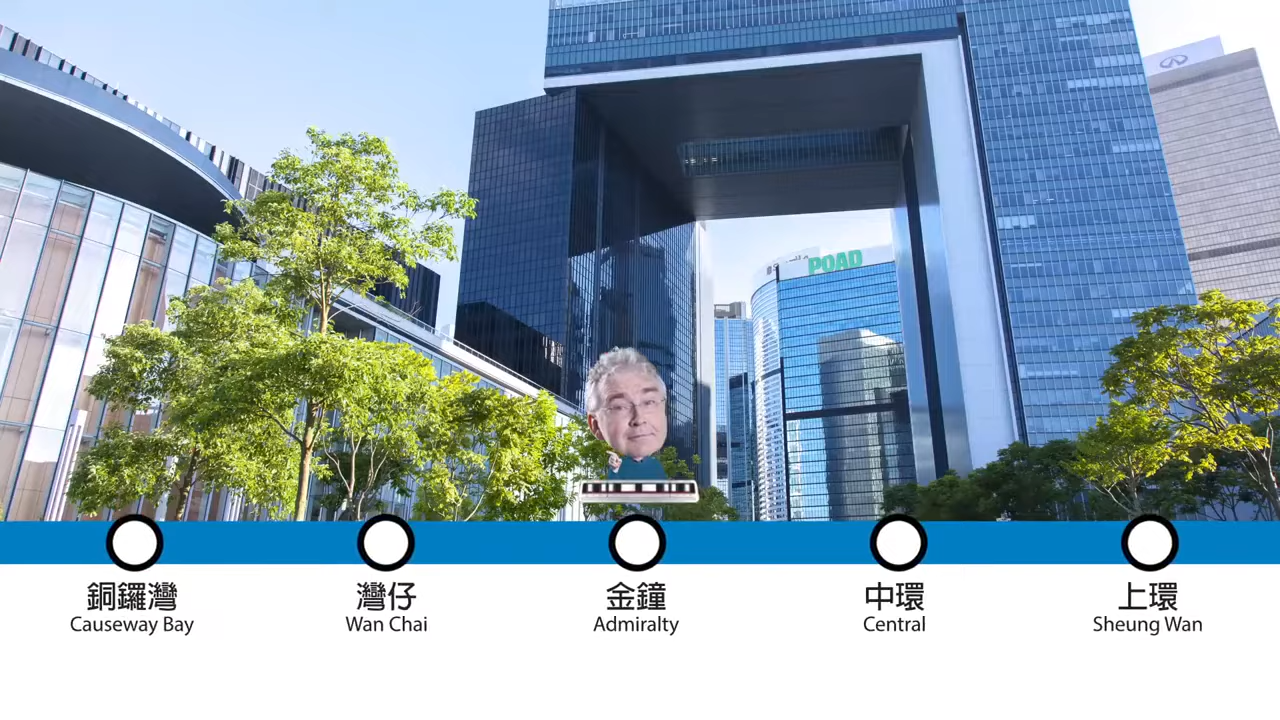 POAD
銅鑼灣
Causeway Bay
灣仔
Wan Chai
金鐘
Admiralty
中環
Central
上環
Sheung Wan